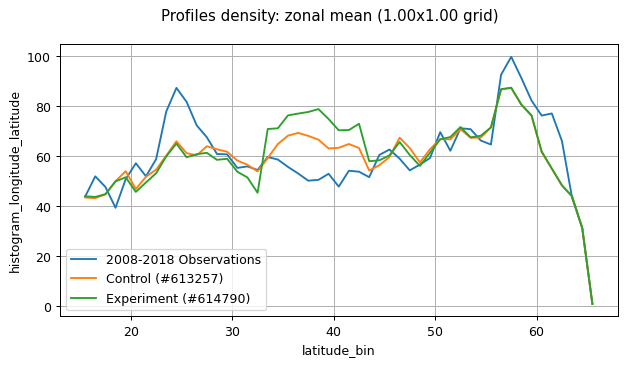 Profiles density: zonal mean (1.00x1.00 grid)
histogram_longitude_latitude
100
80
60
40
20
0
2008-2018 Observations
Control (#613257)
Experiment (#614790)
20
30
40
50
60
latitude_bin